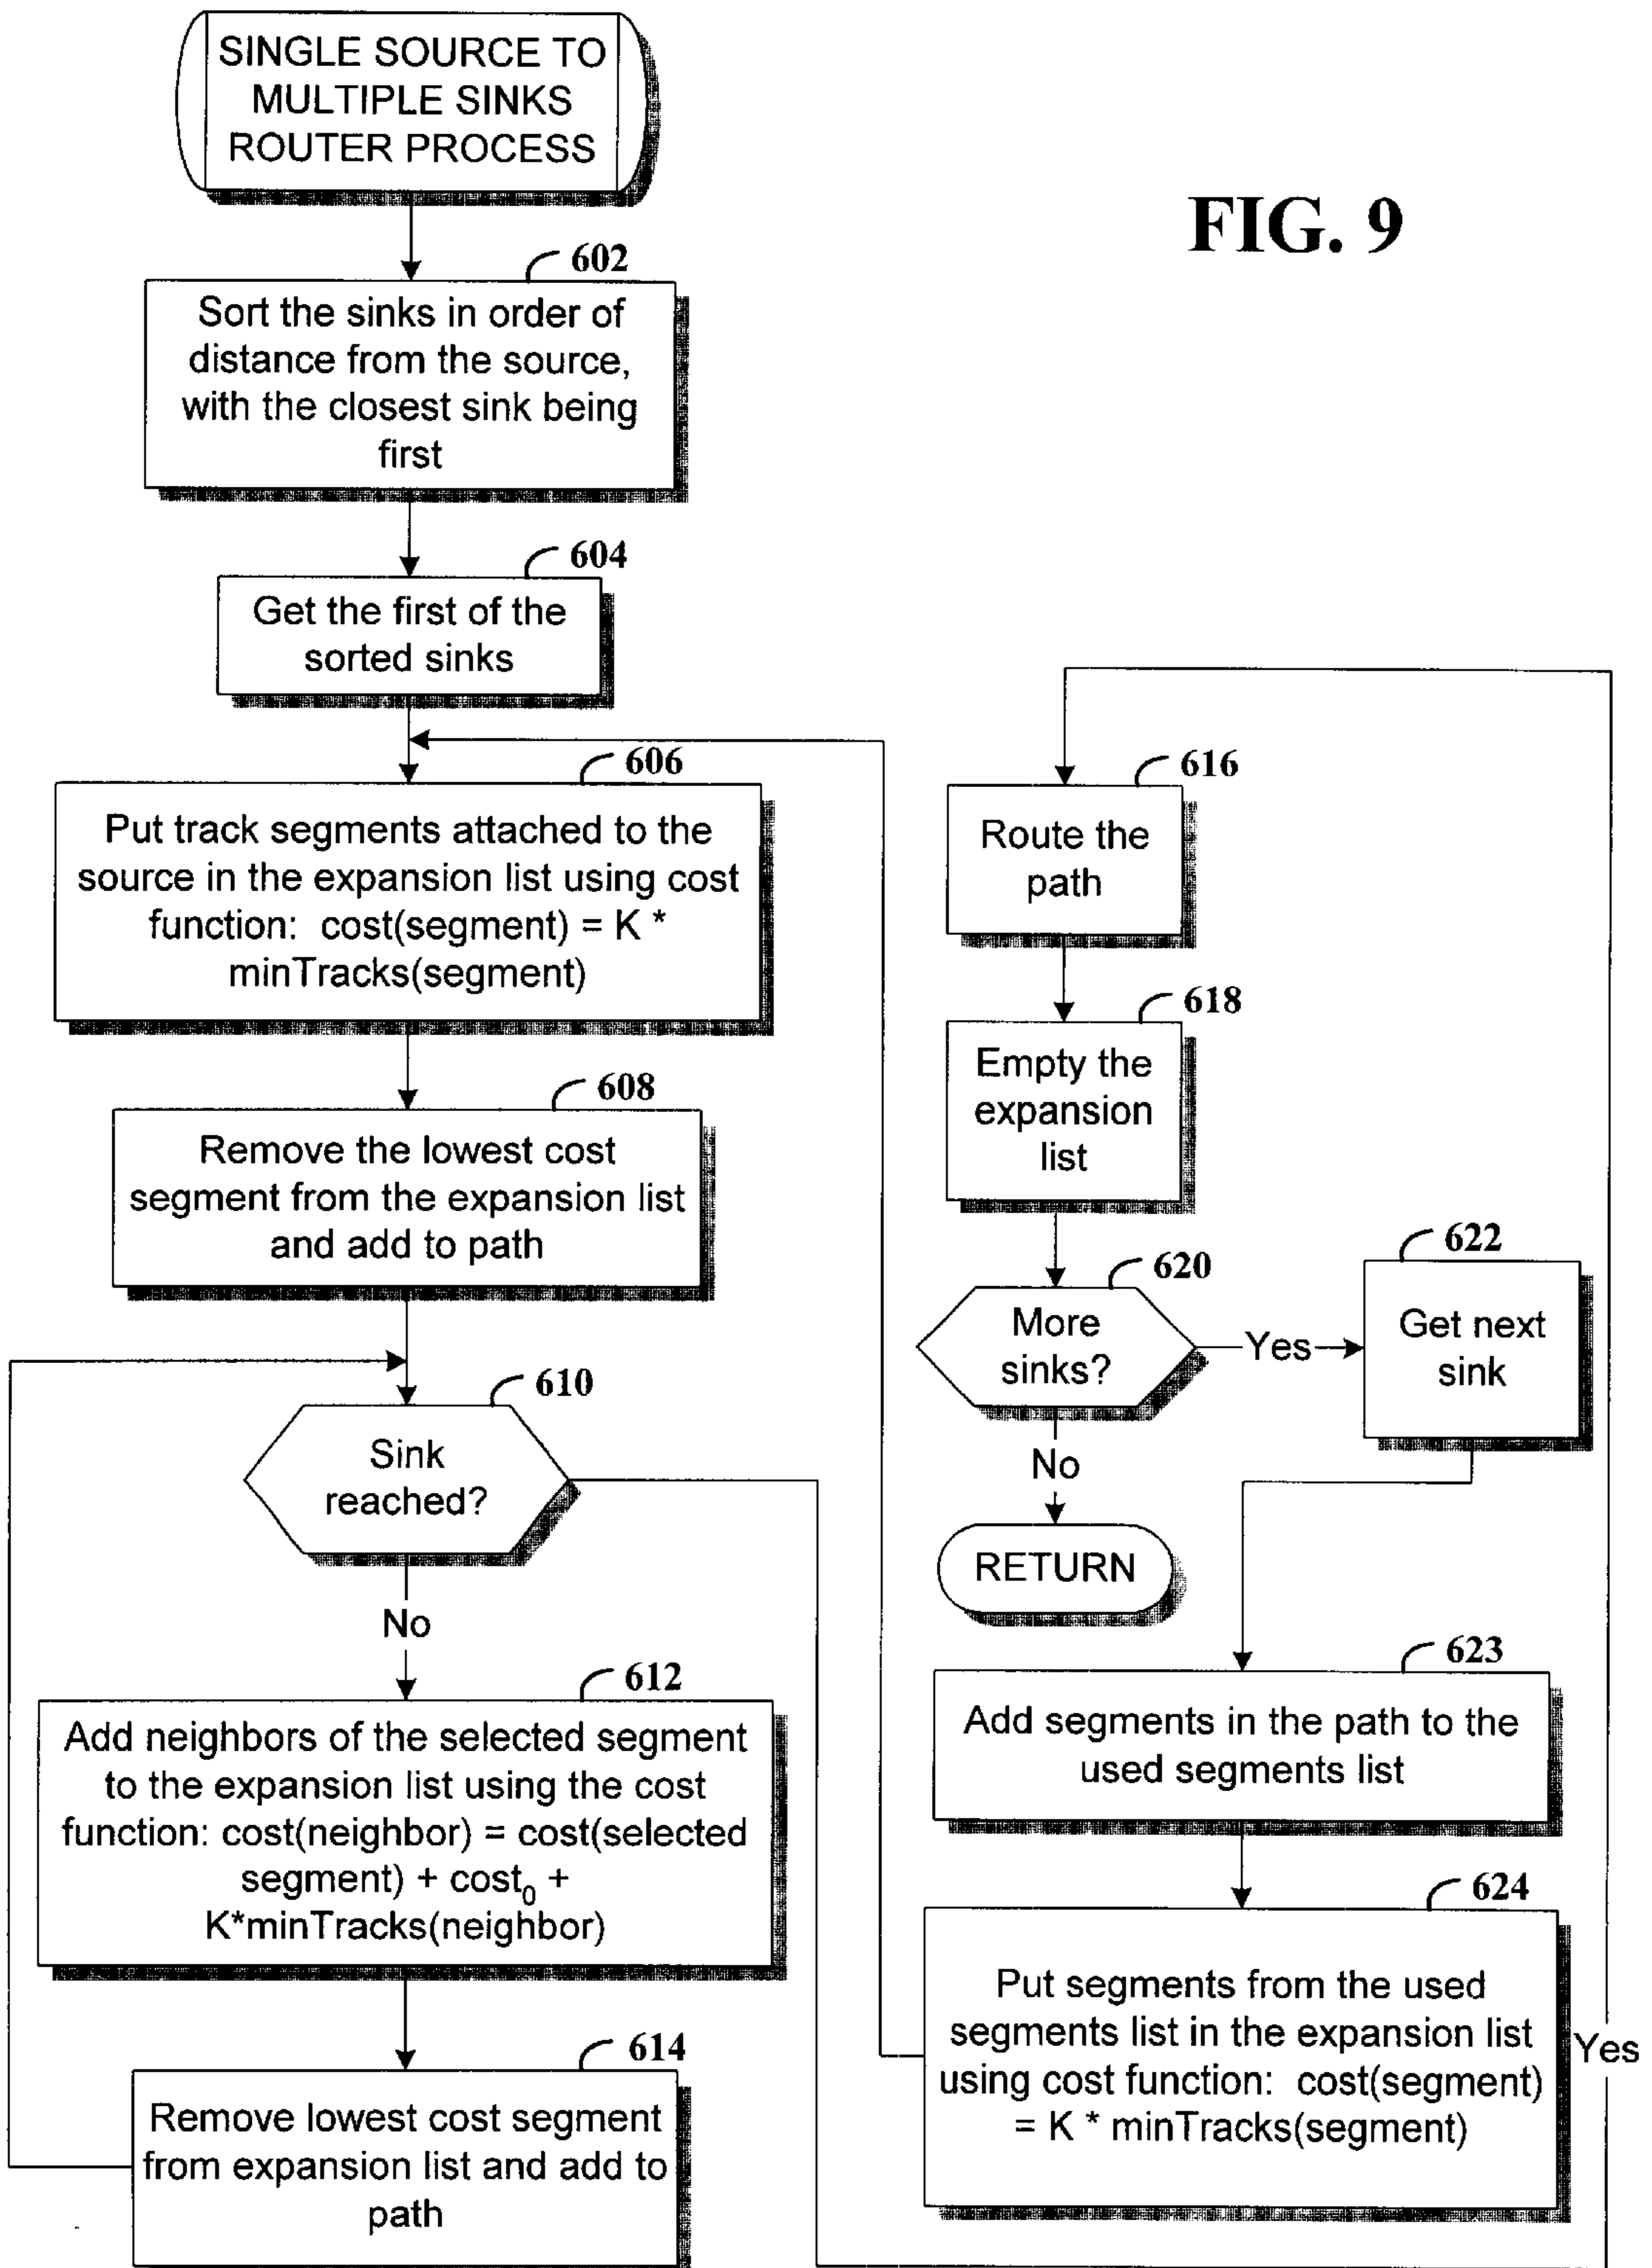 SINGLE SOURCE TO
MULTIPLE SINKS
ROUTER PROCESS
FIG. 9
602
Sort the sinks in order of
distance from the source,
with the closest sink being
first
604
Get the first of the
sorted sinks
606
Put track segments attached to the
source in the expansion list using cost
function: cost(segment) = K *
minTracks(segment)
608
Remove the lowest cost
segment from the expansion list
and add to path
610
Sink
reached?
No
612
Add neighbors of the selected segment
to the expansion list using the cost
function: cost(neighbor) = cost(selected
segment) + cost₀ +
K*minTracks(neighbor)
614
Remove lowest cost segment
from expansion list and add to
path
616
Route the
path
618
Empty the
expansion
list
620
More
sinks?
Yes
622
Get next
sink
No
RETURN
623
Add segments in the path to the
used segments list
624
Put segments from the used
segments list in the expansion list
using cost function: cost(segment)
= K * minTracks(segment)
Yes